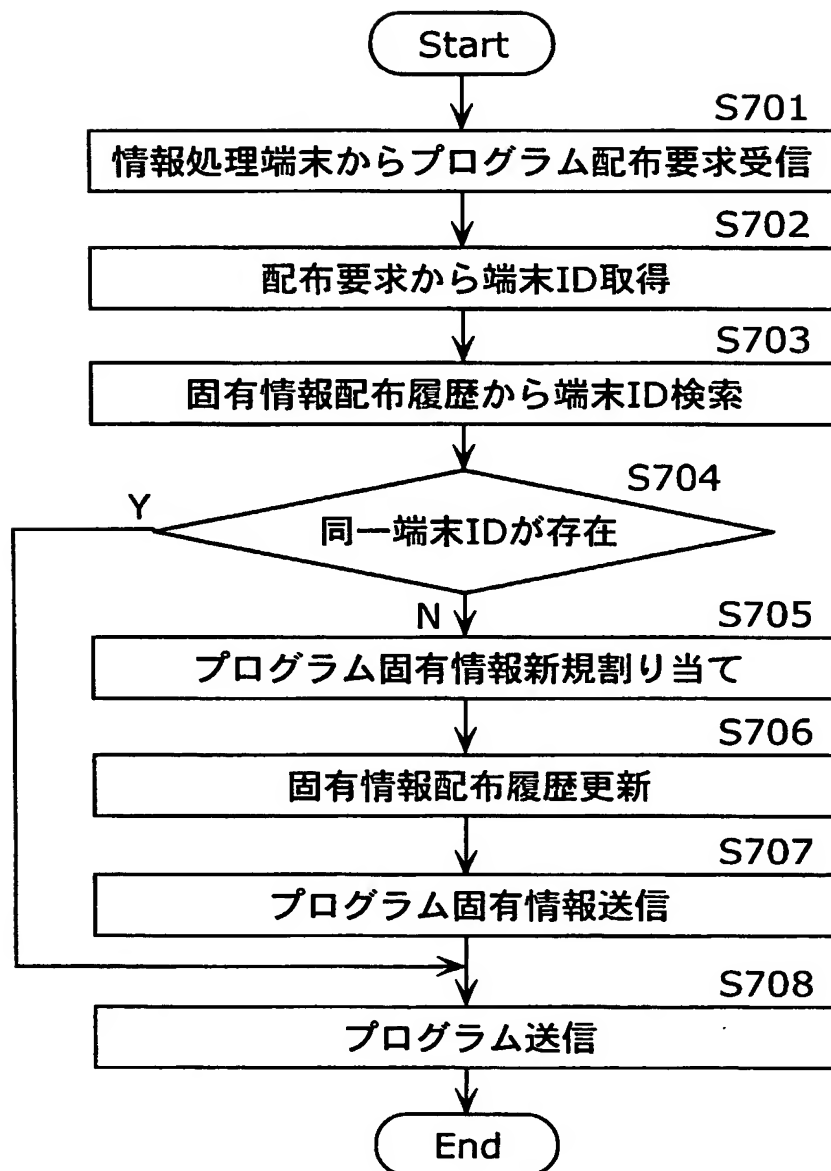 Start
S701
情報処理端末からプログラム配布要求受信
S702
配布要求から端末ID取得
S703
固有情報配布履歴から端末ID検索
S704
Y
同一端末IDが存在
N
S705
プログラム固有情報新規割り当て
S706
固有情報配布履歴更新
S707
プログラム固有情報送信
S708
プログラム送信
End